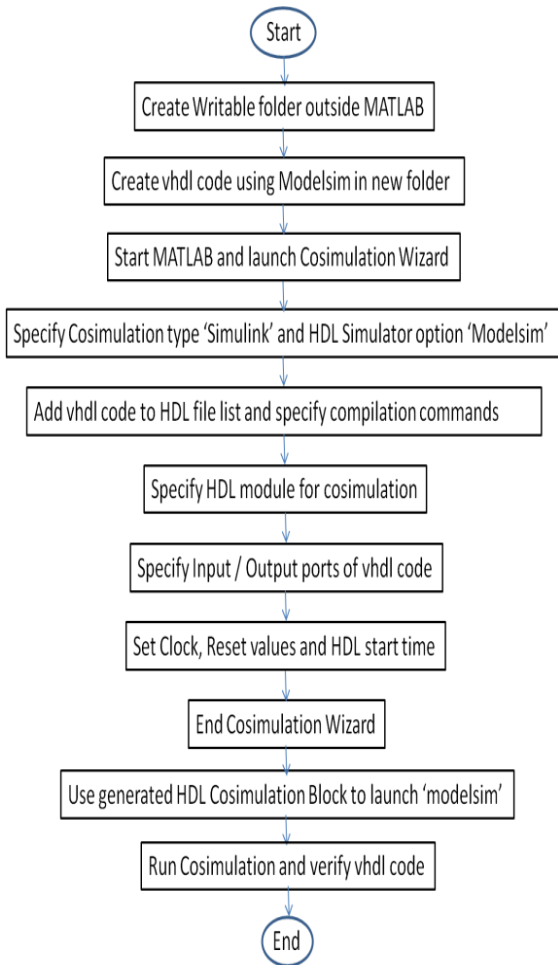 Start
Create Writable folder outside MATLAB
Create vhdl code using Modelsim in new folder
Start MATLAB and launch Cosimulation Wizard
Specify Cosimulation type ‘Simulink’ and HDL Simulator option ‘Modelsim’
Add vhdl code to HDL file list and specify compilation commands
Specify HDL module for cosimulation
Specify Input / Output ports of vhdl code
Set Clock, Reset values and HDL start time
End Cosimulation Wizard
Use generated HDL Cosimulation Block to launch ‘modelsim’
Run Cosimulation and verify vhdl code
End